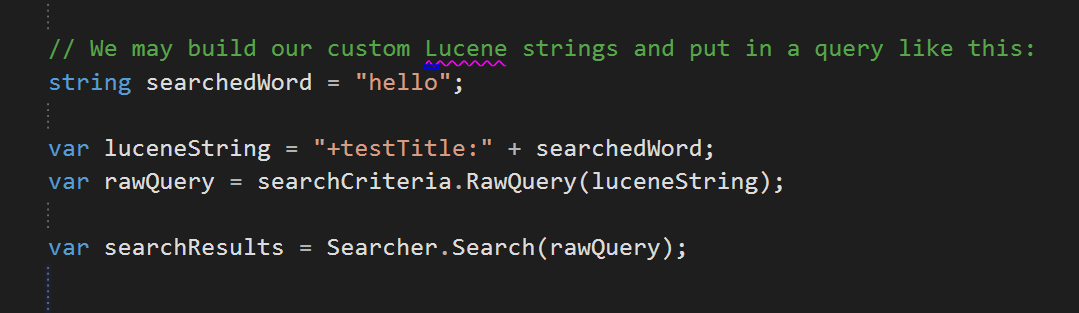 // We may build our custom Lucene strings and put in a query like this:
string searchedWord = "hello";
var luceneString = "+testTitle:" + searchedWord;
var rawQuery = searchCriteria.RawQuery(luceneString);
var searchResults = Searcher.Search(rawQuery);